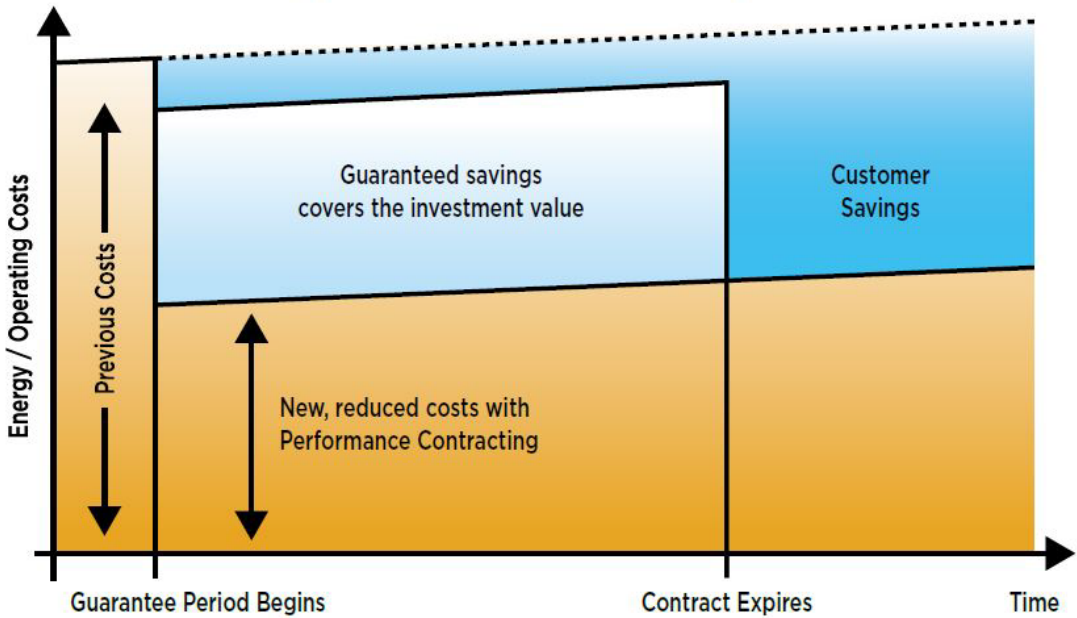 Energy / Operating Costs
Previous Costs
Guaranteed savings
covers the investment value
Customer
Savings
New, reduced costs with
Performance Contracting
Guarantee Period Begins
Contract Expires
Time